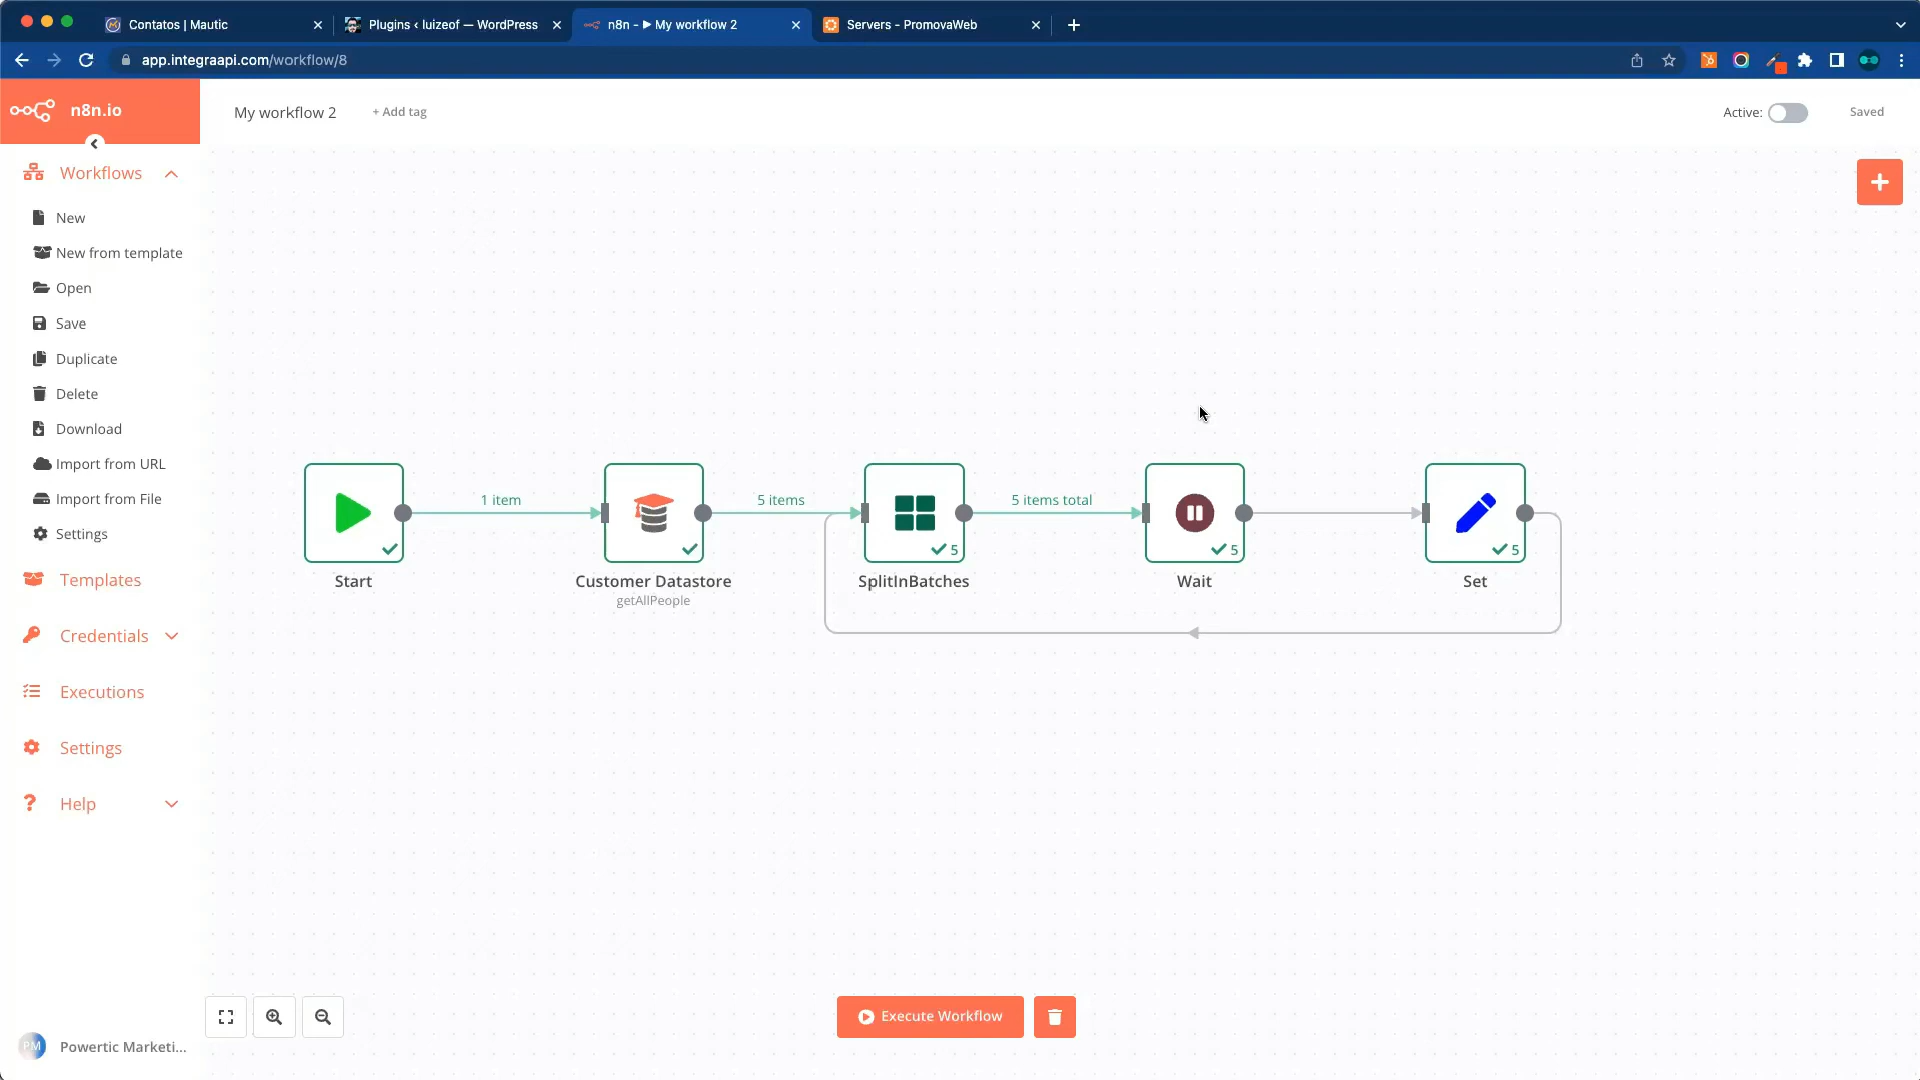 Contatos | Mautic
Plugins ‹ luizeof — WordPress
n8n - ▶ My workflow 2
Servers - PromovaWeb
app.integraapi.com/workflow/8
n8n.io
My workflow 2
+ Add tag
Active:
Saved
Workflows
New
New from template
Open
Save
Duplicate
Delete
Download
Import from URL
Import from File
Settings
Templates
Credentials
Executions
Settings
Help
1 item
5 items
5 items total
5
5
5
Start
Customer Datastore
SplitInBatches
Wait
Set
getAllPeople
Execute Workflow
PM
Powertic Marketi...